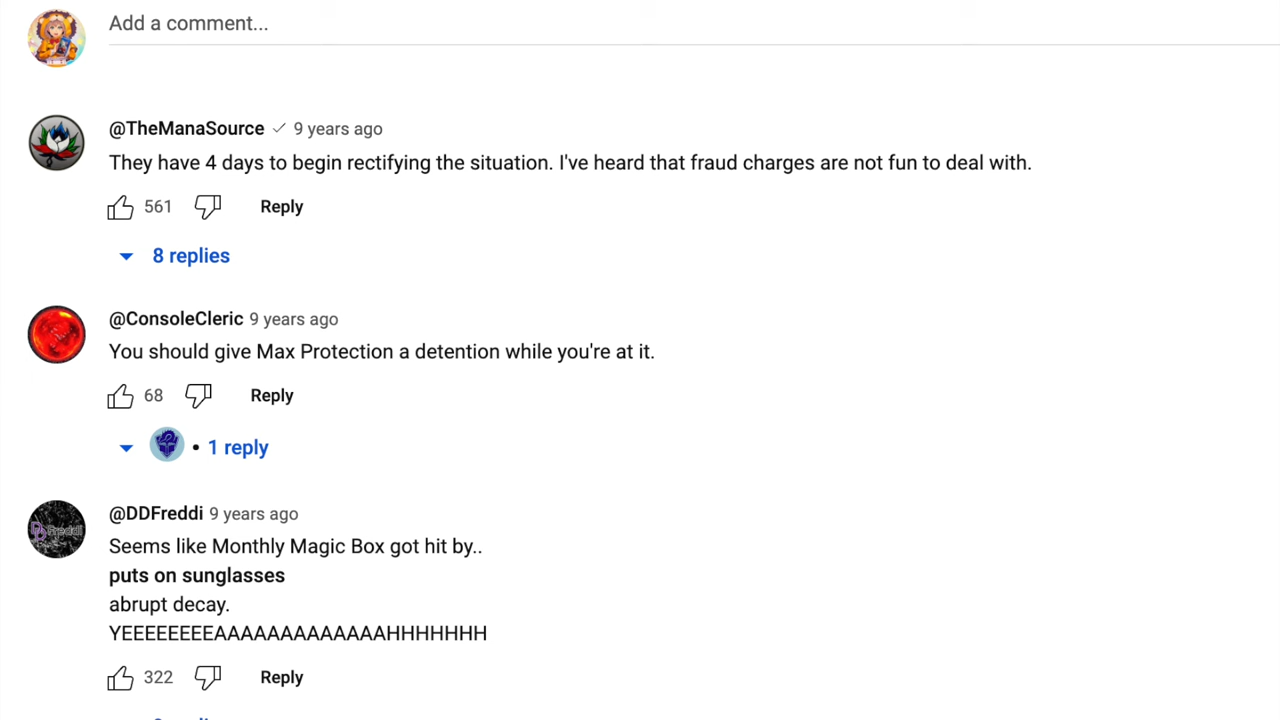 Add a comment...
@TheManaSource ✓ 9 years ago
They have 4 days to begin rectifying the situation. I've heard that fraud charges are not fun to deal with.
561 Reply
8 replies
@ConsoleCleric 9 years ago
You should give Max Protection a detention while you're at it.
68 Reply
• 1 reply
@DDFreddi 9 years ago
Seems like Monthly Magic Box got hit by..
puts on sunglasses
abrupt decay.
YEEEEEEEEAAAAAAAAAAAAAHHHHHHH
322 Reply